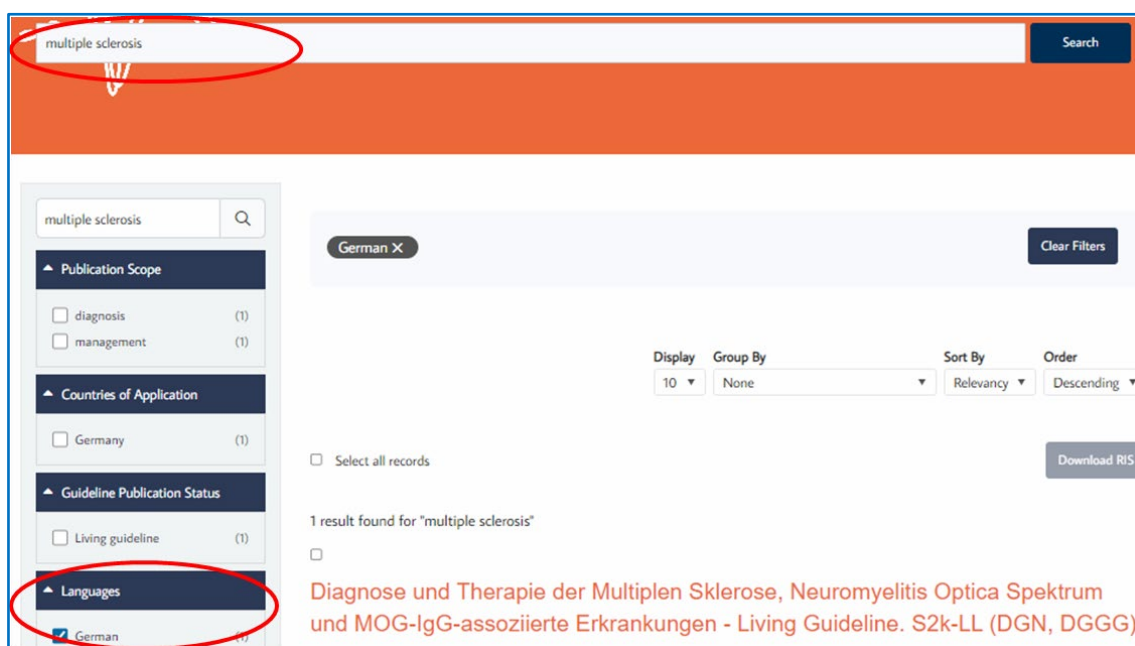 multiple sclerosis
Search
multiple sclerosis
Publication Scope
diagnosis (1)
management (1)
Countries of Application
Germany (1)
Guideline Publication Status
Living guideline (1)
Languages
German (1)
German X
Clear Filters
Display Group By Sort By Order
10 None Relevancy Descending
Select all records
Download RIS
1 result found for "multiple sclerosis"
Diagnose und Therapie der Multiplen Sklerose, Neuromyelitis Optica Spektrum
und MOG-IgG-assoziierte Erkrankungen - Living Guideline. S2k-LL (DGN, DGGG)